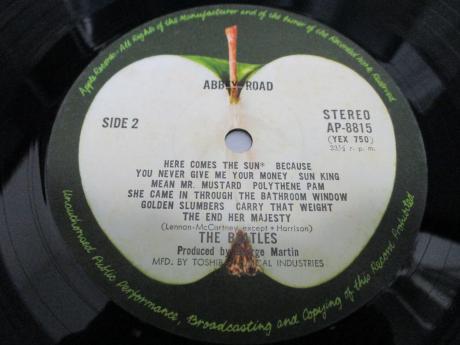 Apple Records-All Rights of the Manufacturer and of the Owner of the Recorded Work Reserved
ABBEY ROAD
SIDE 2
STEREO
AP-8815
(YEX 750)
33⅓ r. p. m.
HERE COMES THE SUN* BECAUSE
YOU NEVER GIVE ME YOUR MONEY SUN KING
MEAN MR. MUSTARD POLYTHENE PAM
SHE CAME IN THROUGH THE BATHROOM WINDOW
GOLDEN SLUMBERS CARRY THAT WEIGHT
THE END HER MAJESTY
(Lennon-McCartney except * Harrison)
THE BEATLES
Produced by George Martin
MFD. BY TOSHIBA MUSICAL INDUSTRIES
Unauthorised Public Performance, Broadcasting and Copying of this Record Prohibited